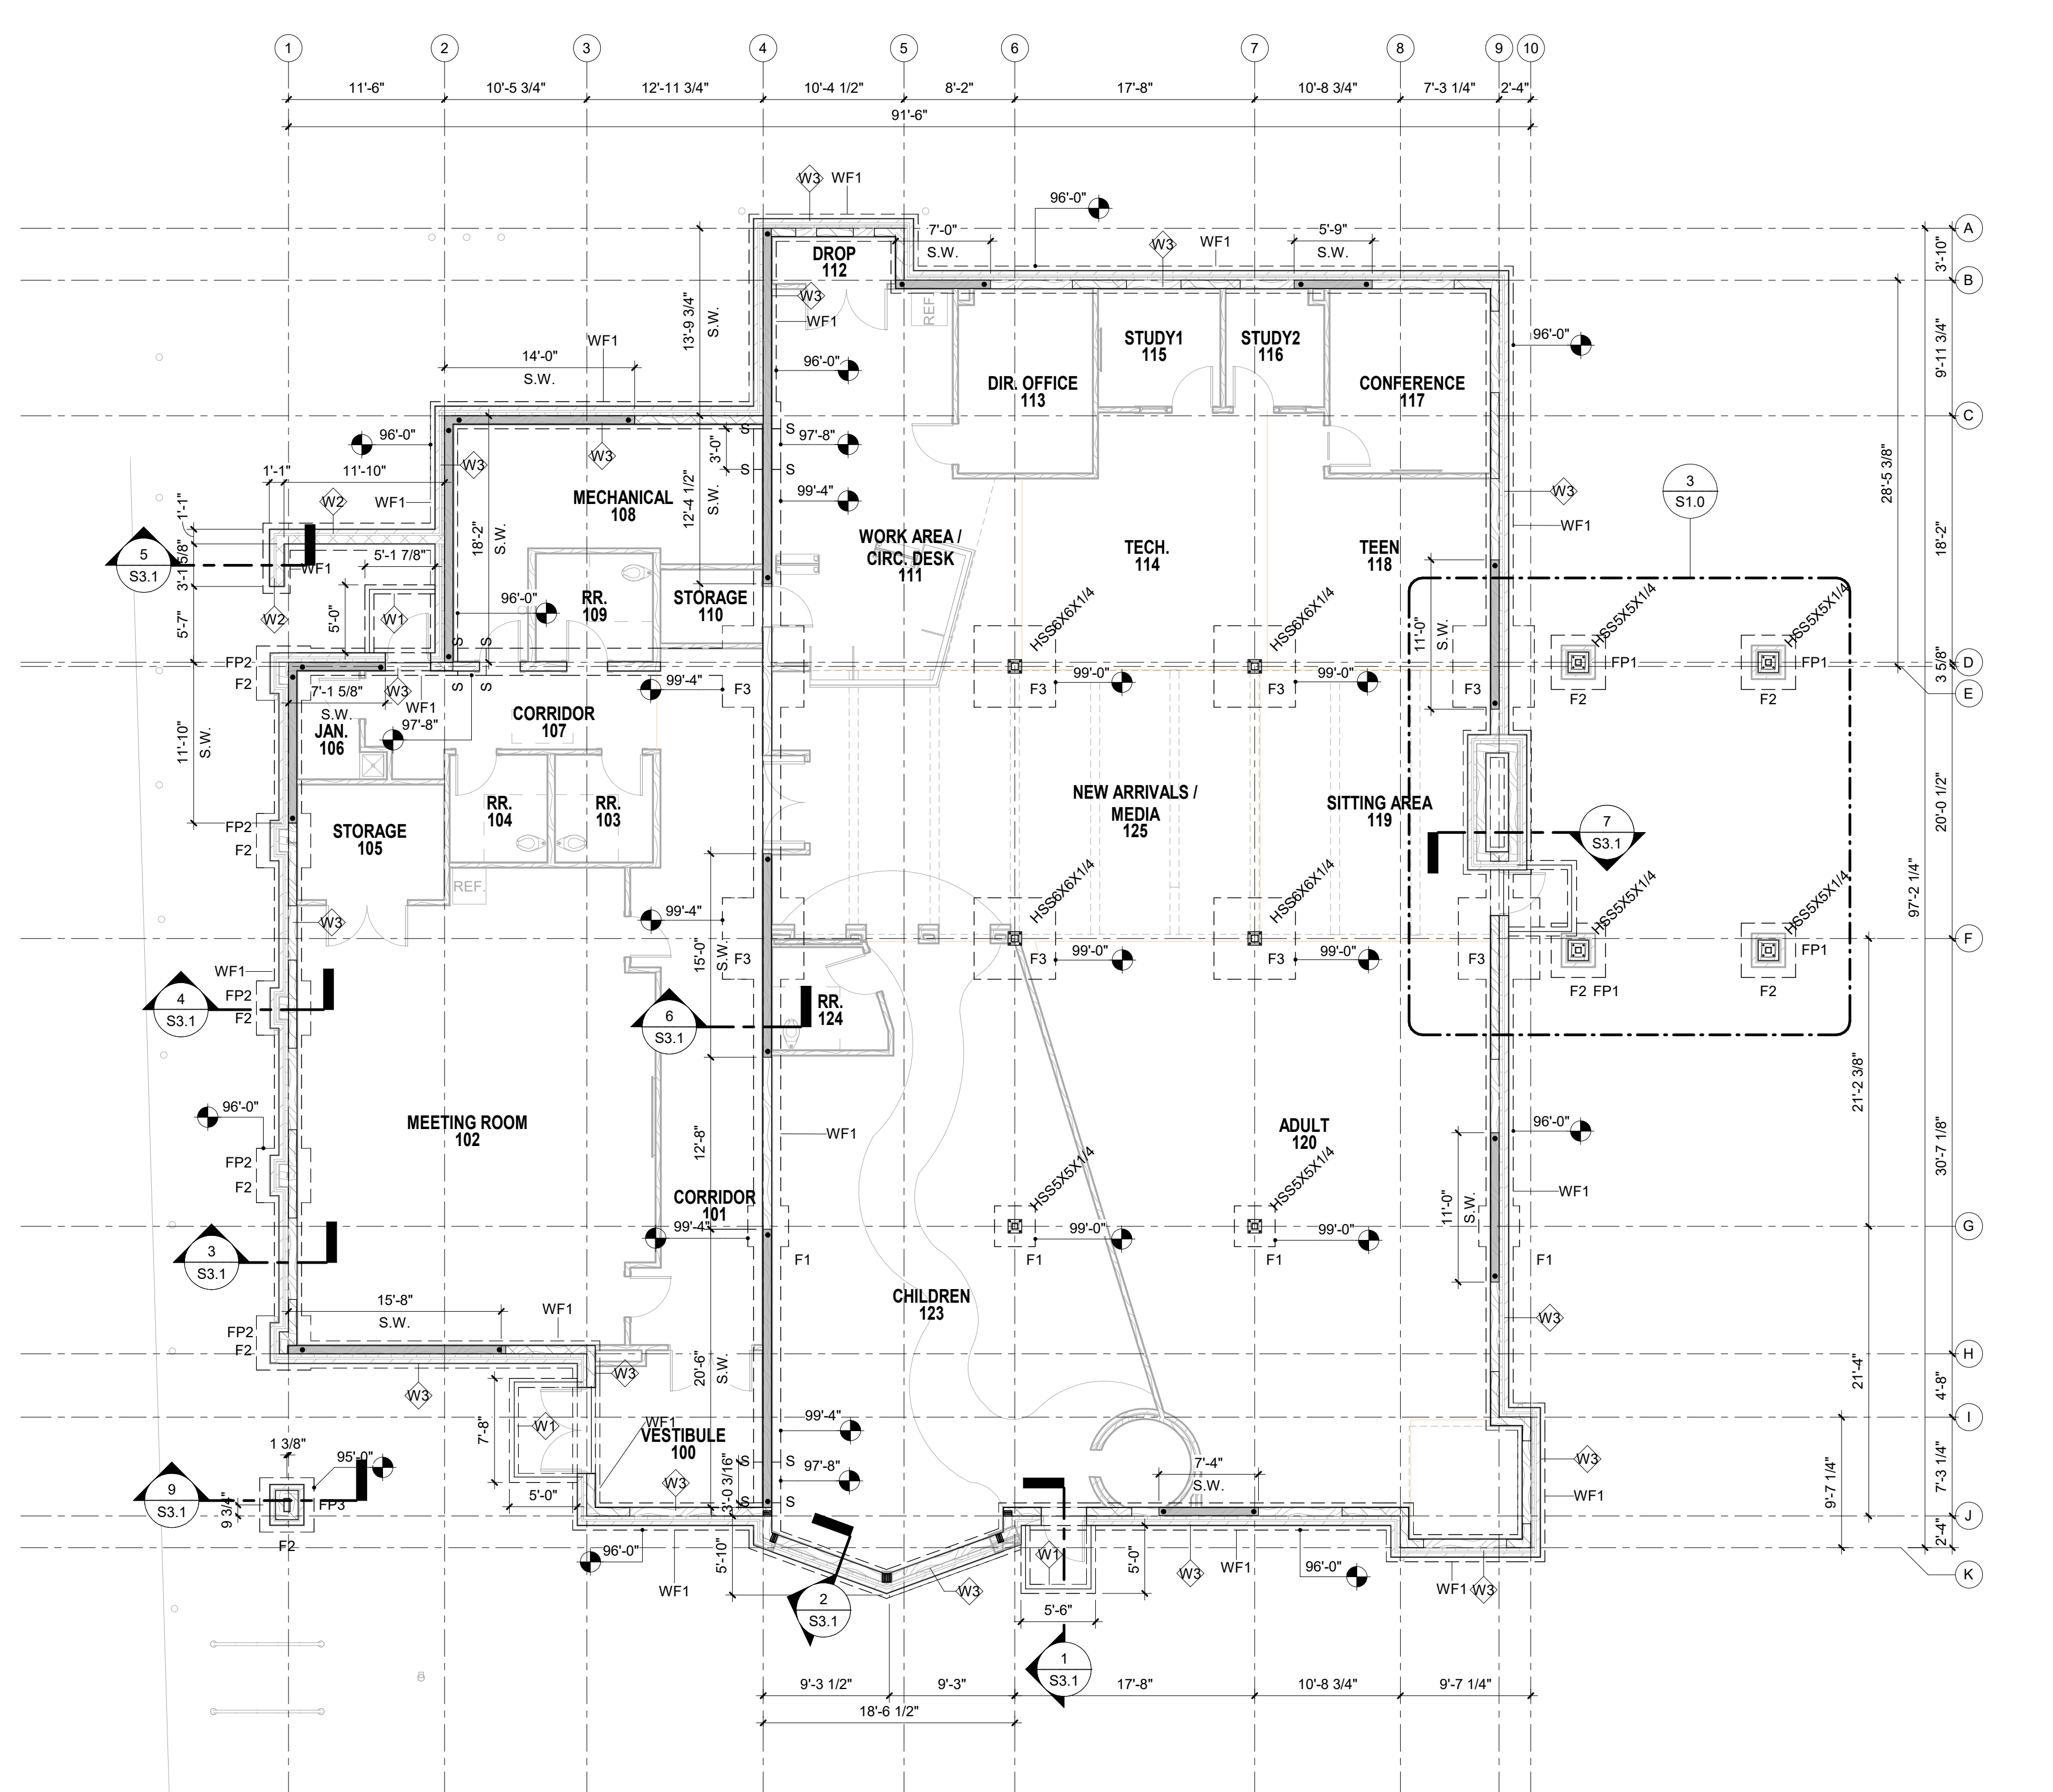 1 2 3 4 5 6 7 8 9 10
11'-6" 10'-5 3/4" 12'-11 3/4" 10'-4 1/2" 8'-2" 17'-8" 10'-8 3/4" 7'-3 1/4" 2'-4"
91'-6"
W3 WF1
96'-0"
A
7'-0"
S.W.
W3
WF1
5'-9"
S.W.
3'-10"
DROP
112
B
W3
WF1
REF.
13'-9 3/4"
S.W.
WF1
14'-0"
S.W.
96'-0"
STUDY1
115
STUDY2
116
96'-0"
9'-11 3/4"
DIR. OFFICE
113
CONFERENCE
117
C
96'-0"
W3
W3
S S
3'-0"
S S
97'-8"
99'-4"
28'-5 3/8"
3
S1.0
W3
WF1
1'-1"
11'-10"
W2
WF1
1'-1"
MECHANICAL
108
12'-4 1/2"
S.W.
18'-2"
S.W.
WORK AREA /
CIRC. DESK
111
TECH.
114
TEEN
118
18'-2"
5
S3.1
3'-1 5/8"
WF1
5'-1 7/8"
5'-7"
W2
5'-0"
W1
96'-0"
RR.
109
STORAGE
110
HSS6X6X1/4
HSS6X6X1/4
11'-0"
S.W.
HSS5X5X1/4
HSS5X5X1/4
S S
FP2
F2
FP1
FP1
D
3 5/8"
E
7'-1 5/8"
S.W.
W3
WF1
S S
99'-4"
F3
99'-0"
F3
99'-0"
F3
F3
F2
F2
97'-8"
JAN.
106
CORRIDOR
107
11'-10"
S.W.
FP2
F2
STORAGE
105
RR.
104
RR.
103
NEW ARRIVALS /
MEDIA
125
SITTING AREA
119
7
S3.1
20'-0 1/2"
97'-2 1/4"
REF.
W3
99'-4"
F3
15'-0"
S.W.
HSS6X6X1/4
HSS6X6X1/4
HSS5X5X1/4
HSS5X5X1/4
F
99'-0"
F3
99'-0"
F3
F3
FP1
F2 FP1
F2
WF1
FP2
F2
4
S3.1
6
S3.1
RR.
124
21'-2 3/8"
96'-0"
MEETING ROOM
102
12'-8"
WF1
ADULT
120
96'-0"
30'-7 1/8"
FP2
F2
CORRIDOR
101
HSS5X5X1/4
HSS5X5X1/4
11'-0"
S.W.
WF1
99'-4"
F1
99'-0"
F1
99'-0"
F1
F1
G
3
S3.1
15'-8"
S.W.
WF1
CHILDREN
123
W3
FP2
F2
W3
W3
20'-6"
S.W.
H
21'-4"
4'-8"
7'-8"
W1
WF1
VESTIBULE
100
99'-4"
97'-8"
I
1 3/8"
95'-0"
9
S3.1
FP3
9 3/4"
F2
5'-0"
W3
3'-0 3/16"
S S
S S
7'-4"
S.W.
W3
WF1
9'-7 1/4"
7'-3 1/4"
J
96'-0"
WF1
5'-10"
W3
W1
5'-0"
W3
WF1
96'-0"
WF1
W3
2'-4"
K
2
S3.1
5'-6"
1
S3.1
9'-3 1/2" 9'-3" 17'-8" 10'-8 3/4" 9'-7 1/4"
18'-6 1/2"